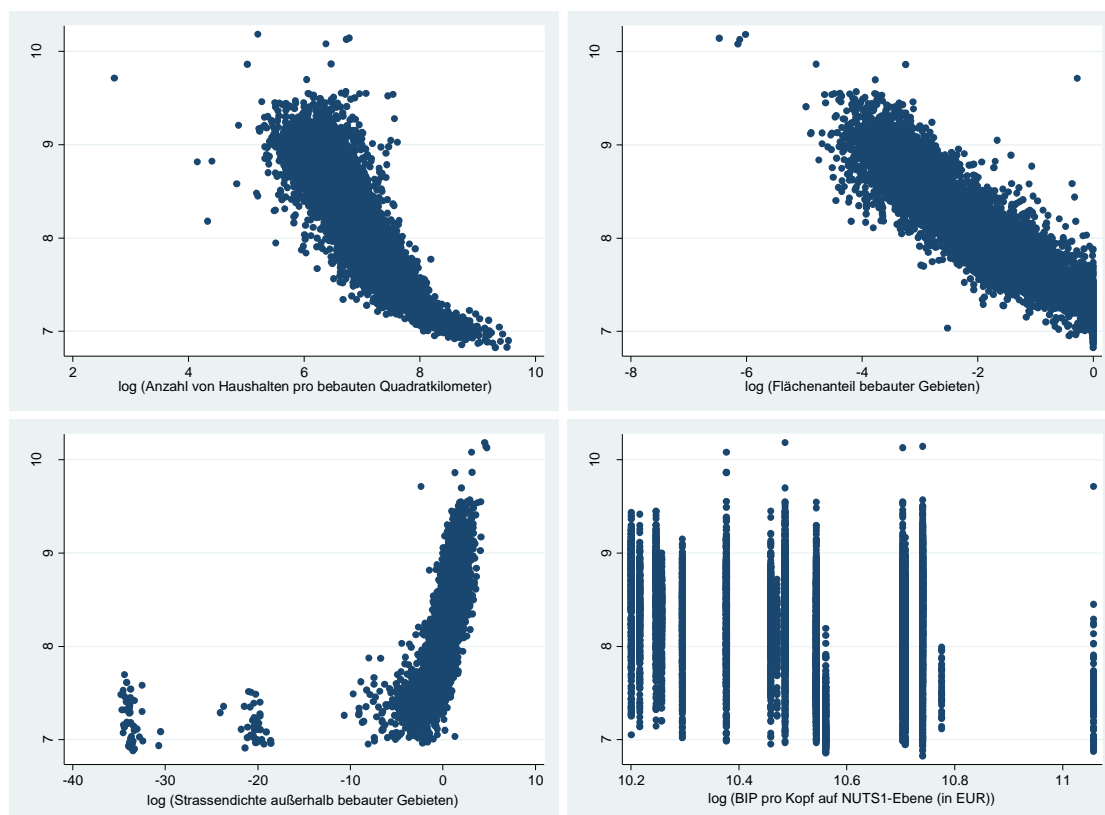 10
9
8
7
2 4 6 8 10
log (Anzahl von Haushalten pro bebauten Quadratkilometer)
10
9
8
7
-8 -6 -4 -2 0
log (Flächenanteil bebauter Gebieten)
10
9
8
7
-40 -30 -20 -10 0 10
log (Strassendichte außerhalb bebauter Gebieten)
10
9
8
7
10.2 10.4 10.6 10.8 11
log (BIP pro Kopf auf NUTS1-Ebene (in EUR))